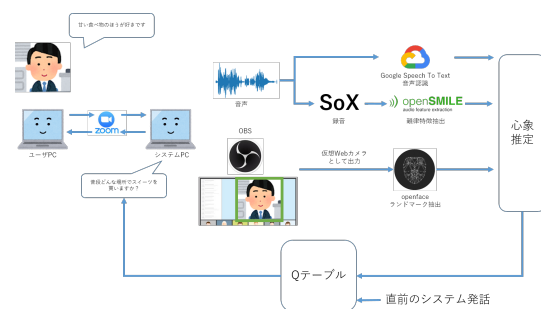 甘い食べ物のほうが好きです
ユーザPC
zoom
システムPC
普段どんな場所でスイーツを
買いますか？
音声
Google Speech To Text
音声認識
SoX
録音
openSMILE
audio feature extraction
韻律特徴抽出
OBS
仮想Webカメラ
として出力
openface
ランドマーク抽出
心象
推定
Qテーブル
直前のシステム発話